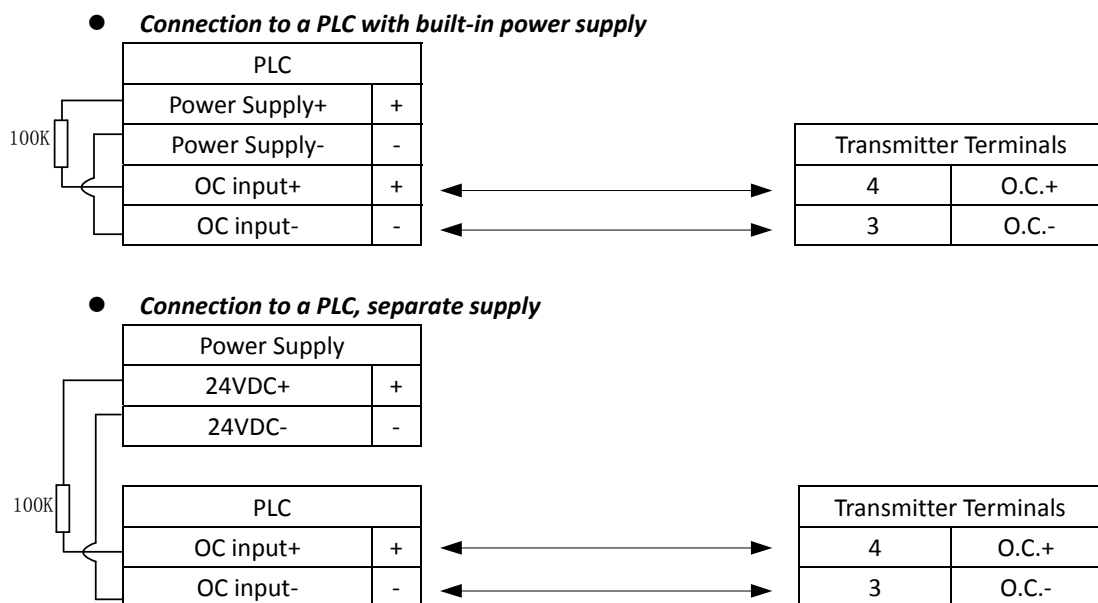 ● Connection to a PLC with built-in power supply
PLC
Power Supply+ +
100K
Power Supply- -
Transmitter Terminals
OC input+ +
4 O.C.+
OC input- -
3 O.C.-
● Connection to a PLC, separate supply
Power Supply
24VDC+ +
24VDC- -
100K
PLC
Transmitter Terminals
OC input+ +
4 O.C.+
OC input- -
3 O.C.-